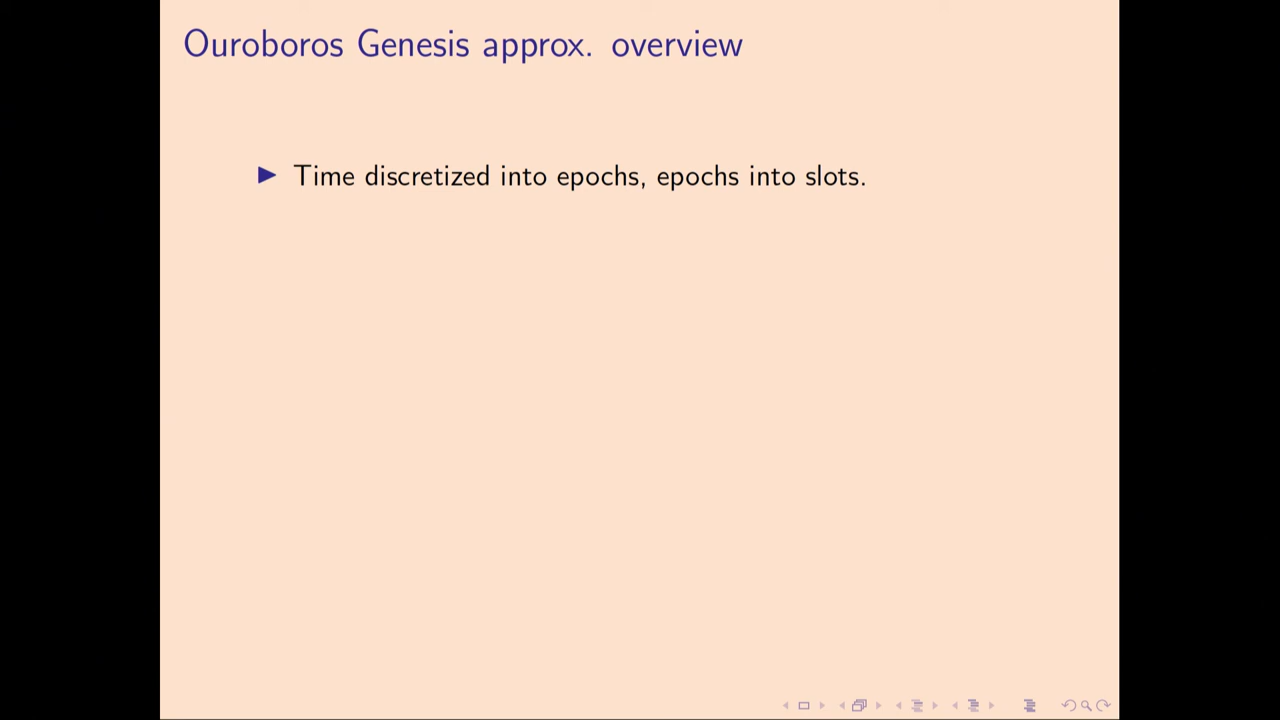 Ouroboros Genesis approx. overview
Time discretized into epochs, epochs into slots.